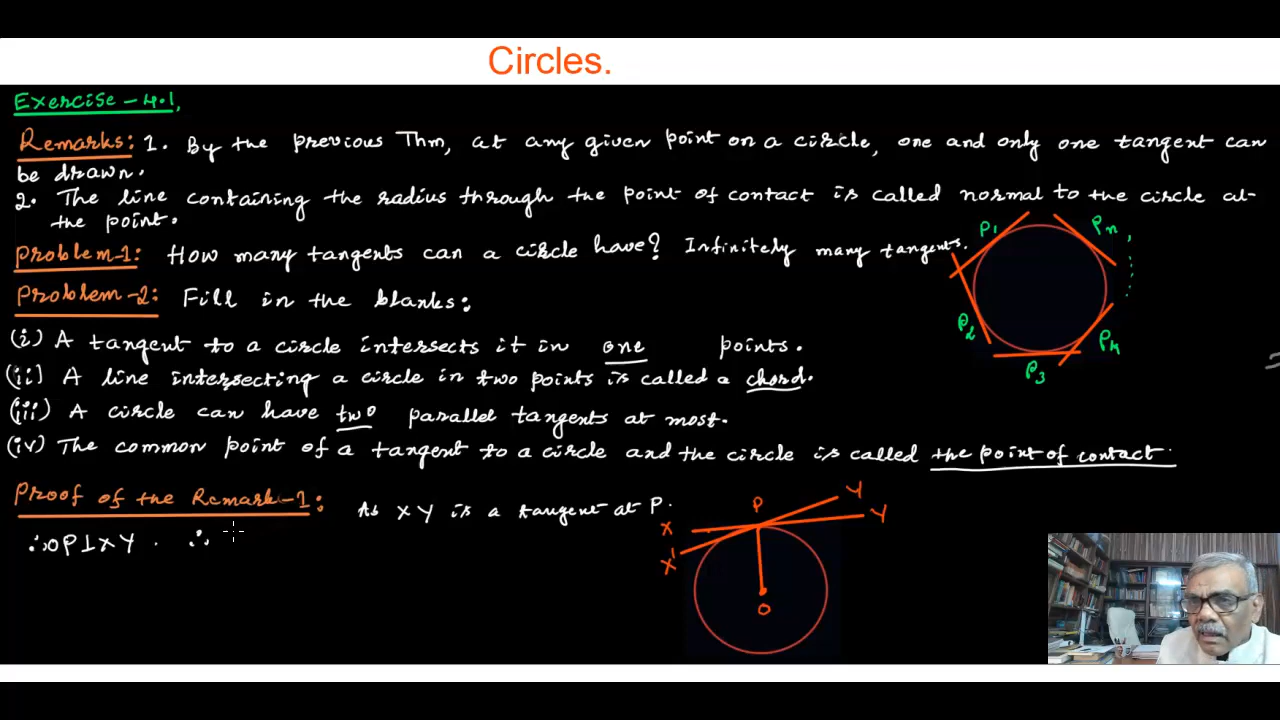 Circles.
Exercise-4.1,
Remarks: 1. By the previous Thm, at any given point on a circle, one and only one tangent can
be drawn.
2. The line containing the radius through the point of contact is called normal to the circle at
the point.
Problem-1: How many tangents can a circle have? Infinitely many tangents.
Problem-2: Fill in the blanks:
(i) A tangent to a circle intersects it in one points.
(ii) A line intersecting a circle in two points is called a chord.
(iii) A circle can have two parallel tangents at most.
(iv) The common point of a tangent to a circle and the circle is called the point of contact.
Proof of the Remark-1: As XY is a tangent at P.
∴ OP⊥XY. ∴
P1
Pn,
P2
P3
P4
P
Y
Y
X
X'
O